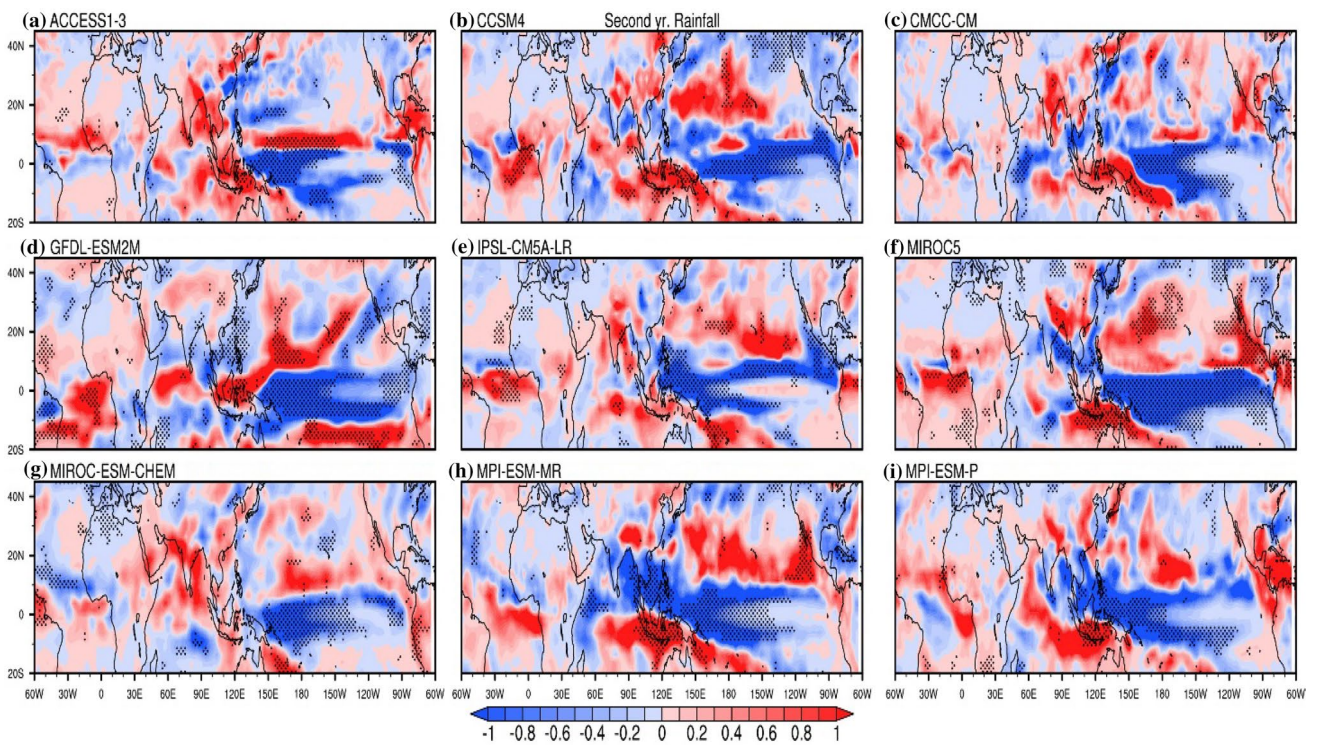 (a) ACCESS1-3
(b) CCSM4 Second yr. Rainfall
(c) CMCC-CM
40N
20N
0
20S
(d) GFDL-ESM2M
(e) IPSL-CM5A-LR
(f) MIROC5
40N
20N
0
20S
(g) MIROC-ESM-CHEM
(h) MPI-ESM-MR
(i) MPI-ESM-P
40N
20N
0
20S
60W 30W 0 30E 60E 90E 120E 150E 180 150W 120W 90W 60W
60W 30W 0 30E 60E 90E 120E 150E 180 150W 120W 90W 60W
60W 30W 0 30E 60E 90E 120E 150E 180 150W 120W 90W 60W
-1 -0.8 -0.6 -0.4 -0.2 0 0.2 0.4 0.6 0.8 1